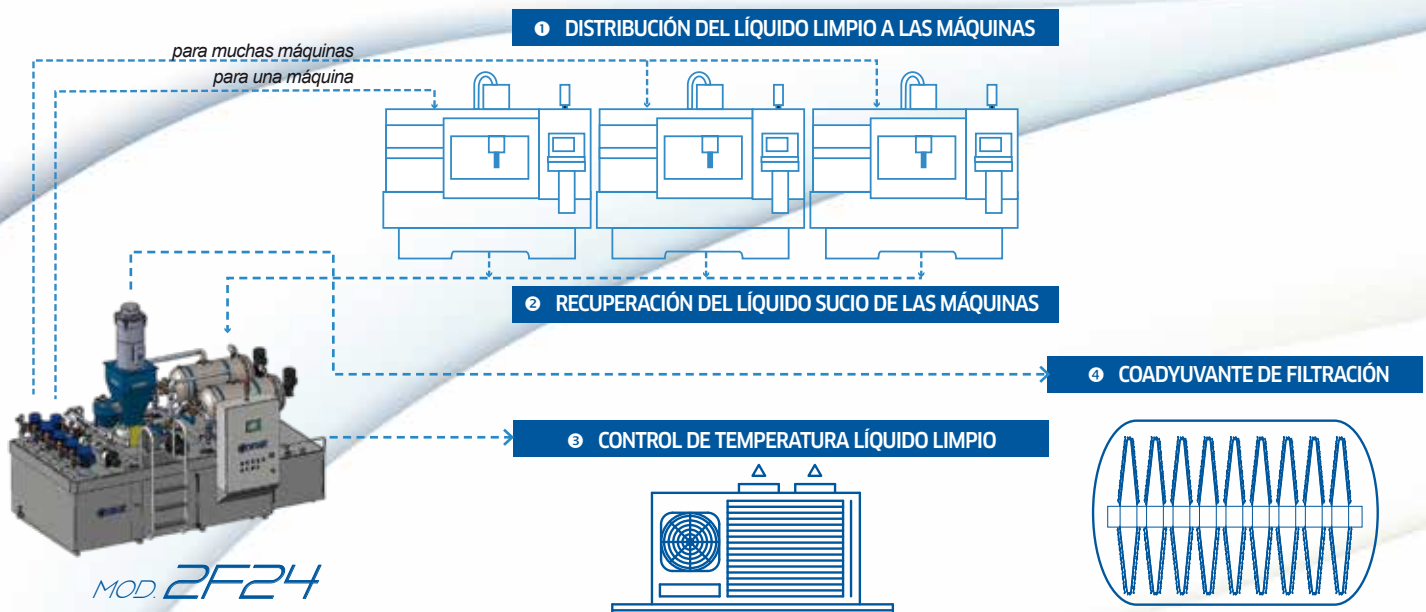 ❶ DISTRIBUCIÓN DEL LÍQUIDO LIMPIO A LAS MÁQUINAS
para muchas máquinas
para una máquina
❷ RECUPERACIÓN DEL LÍQUIDO SUCIO DE LAS MÁQUINAS
❹ COADYUVANTE DE FILTRACIÓN
❸ CONTROL DE TEMPERATURA LÍQUIDO LIMPIO
MOD. 2F24